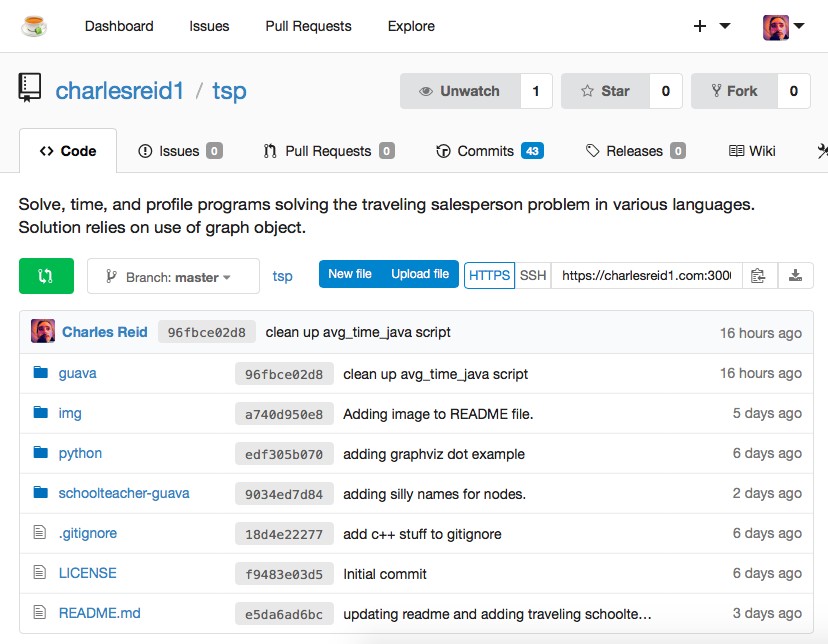 Dashboard Issues Pull Requests Explore
charlesreid1 / tsp Unwatch 1 Star 0 Fork 0
Code Issues 0 Pull Requests 0 Commits 43 Releases 0 Wiki
Solve, time, and profile programs solving the traveling salesperson problem in various languages.
Solution relies on use of graph object.
Branch: master tsp New file Upload file HTTPS SSH https://charlesreid1.com:300
Charles Reid 96fbce02d8 clean up avg_time_java script 16 hours ago
guava 96fbce02d8 clean up avg_time_java script 16 hours ago
img a740d950e8 Adding image to README file. 5 days ago
python edf305b070 adding graphviz dot example 6 days ago
schoolteacher-guava 9034ed7d84 adding silly names for nodes. 2 days ago
.gitignore 18d4e22277 add c++ stuff to gitignore 6 days ago
LICENSE f9483e03d5 Initial commit 6 days ago
README.md e5da6ad6bc updating readme and adding traveling schoolte… 3 days ago